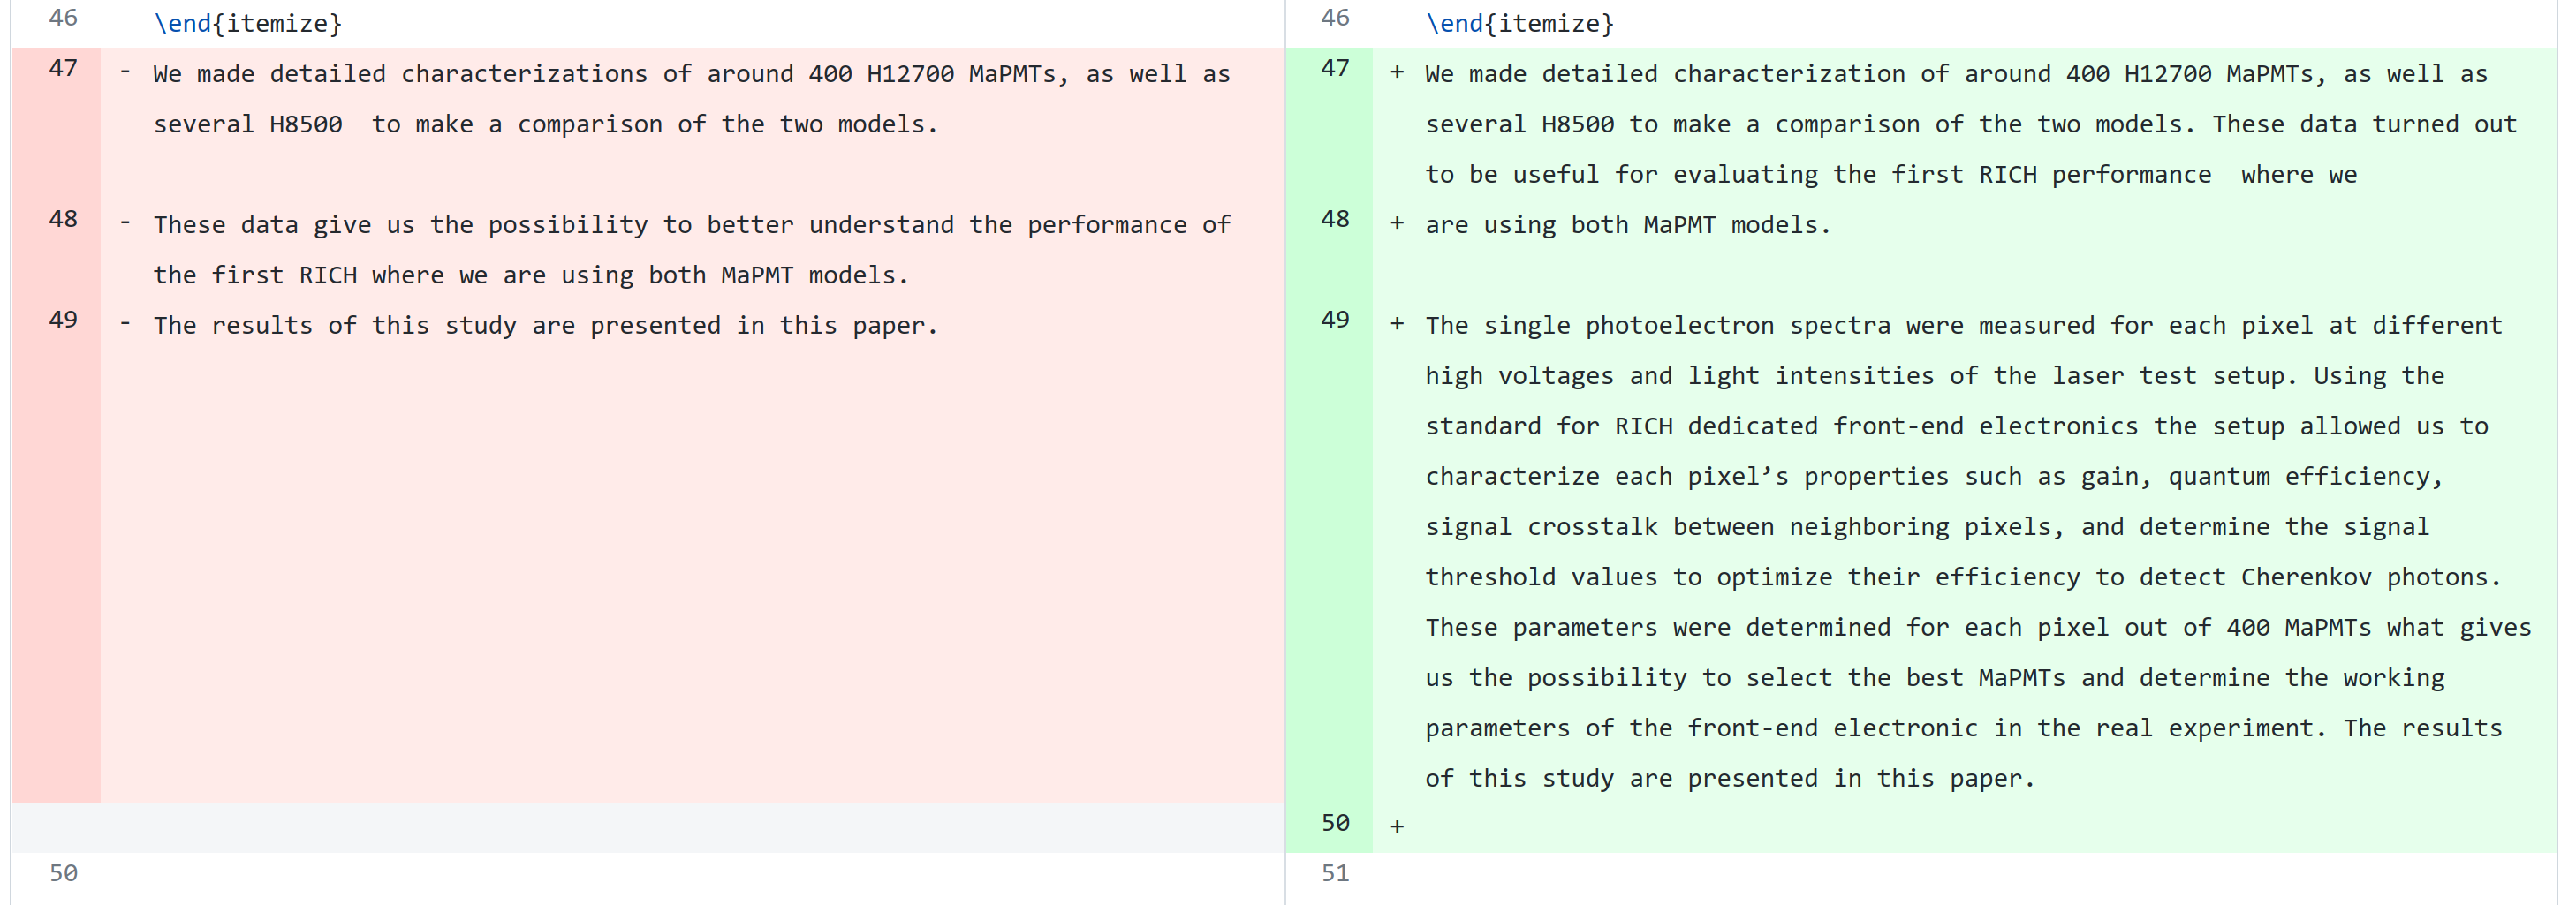 46 \end{itemize}
47 - We made detailed characterizations of around 400 H12700 MaPMTs, as well as
several H8500  to make a comparison of the two models.
48 - These data give us the possibility to better understand the performance of
the first RICH where we are using both MaPMT models.
49 - The results of this study are presented in this paper.
50
46 \end{itemize}
47 + We made detailed characterization of around 400 H12700 MaPMTs, as well as
several H8500 to make a comparison of the two models. These data turned out
to be useful for evaluating the first RICH performance  where we
48 + are using both MaPMT models.
49 + The single photoelectron spectra were measured for each pixel at different
high voltages and light intensities of the laser test setup. Using the
standard for RICH dedicated front-end electronics the setup allowed us to
characterize each pixel’s properties such as gain, quantum efficiency,
signal crosstalk between neighboring pixels, and determine the signal
threshold values to optimize their efficiency to detect Cherenkov photons.
These parameters were determined for each pixel out of 400 MaPMTs what gives
us the possibility to select the best MaPMTs and determine the working
parameters of the front-end electronic in the real experiment. The results
of this study are presented in this paper.
50 +
51